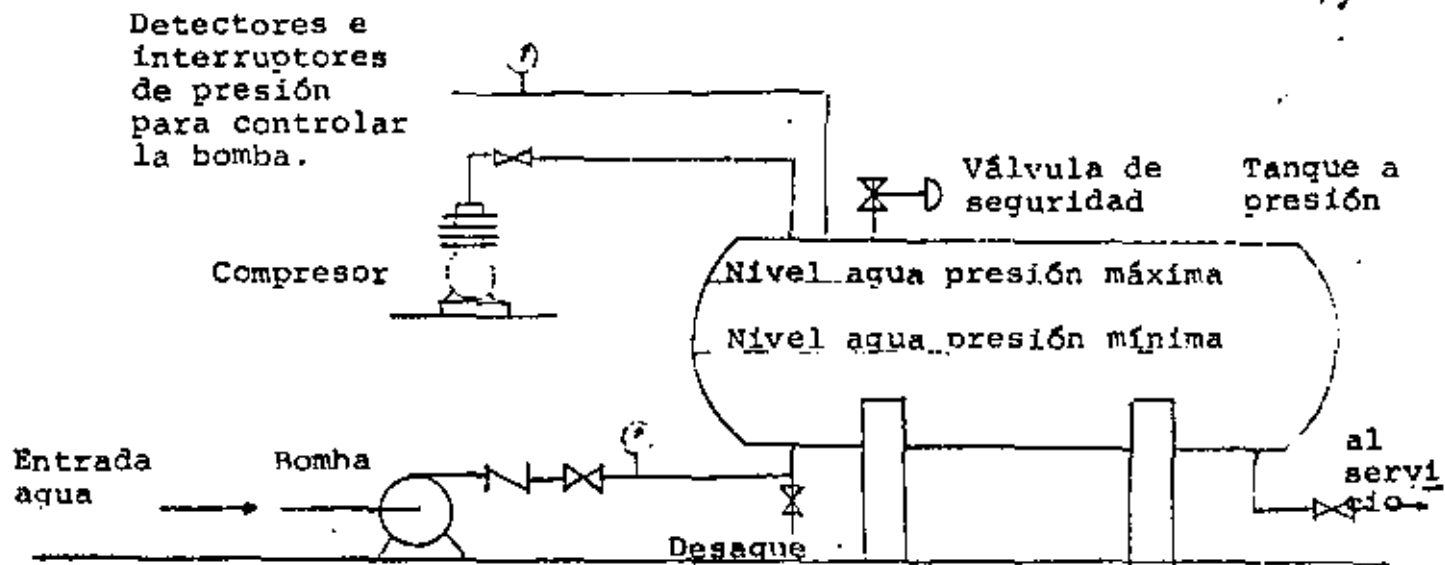 Detectores e
interruptores
de presión
para controlar
la bomba.
Válvula de
seguridad
Tanque a
presión
Compresor
Nivel agua presión máxima
Nivel agua presión mínima
Entrada
agua
Bomba
Desague
al
servi
cio